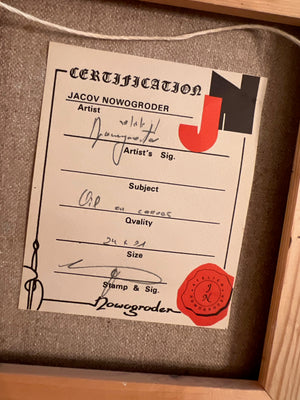 CERTIFICATION
JN
JACOV NOWOGRODER
Artist
Artist's Sig.
Subject
Oil on canvas
Qvality
Size
Stamp & Sig.
Nowogroder
J
N